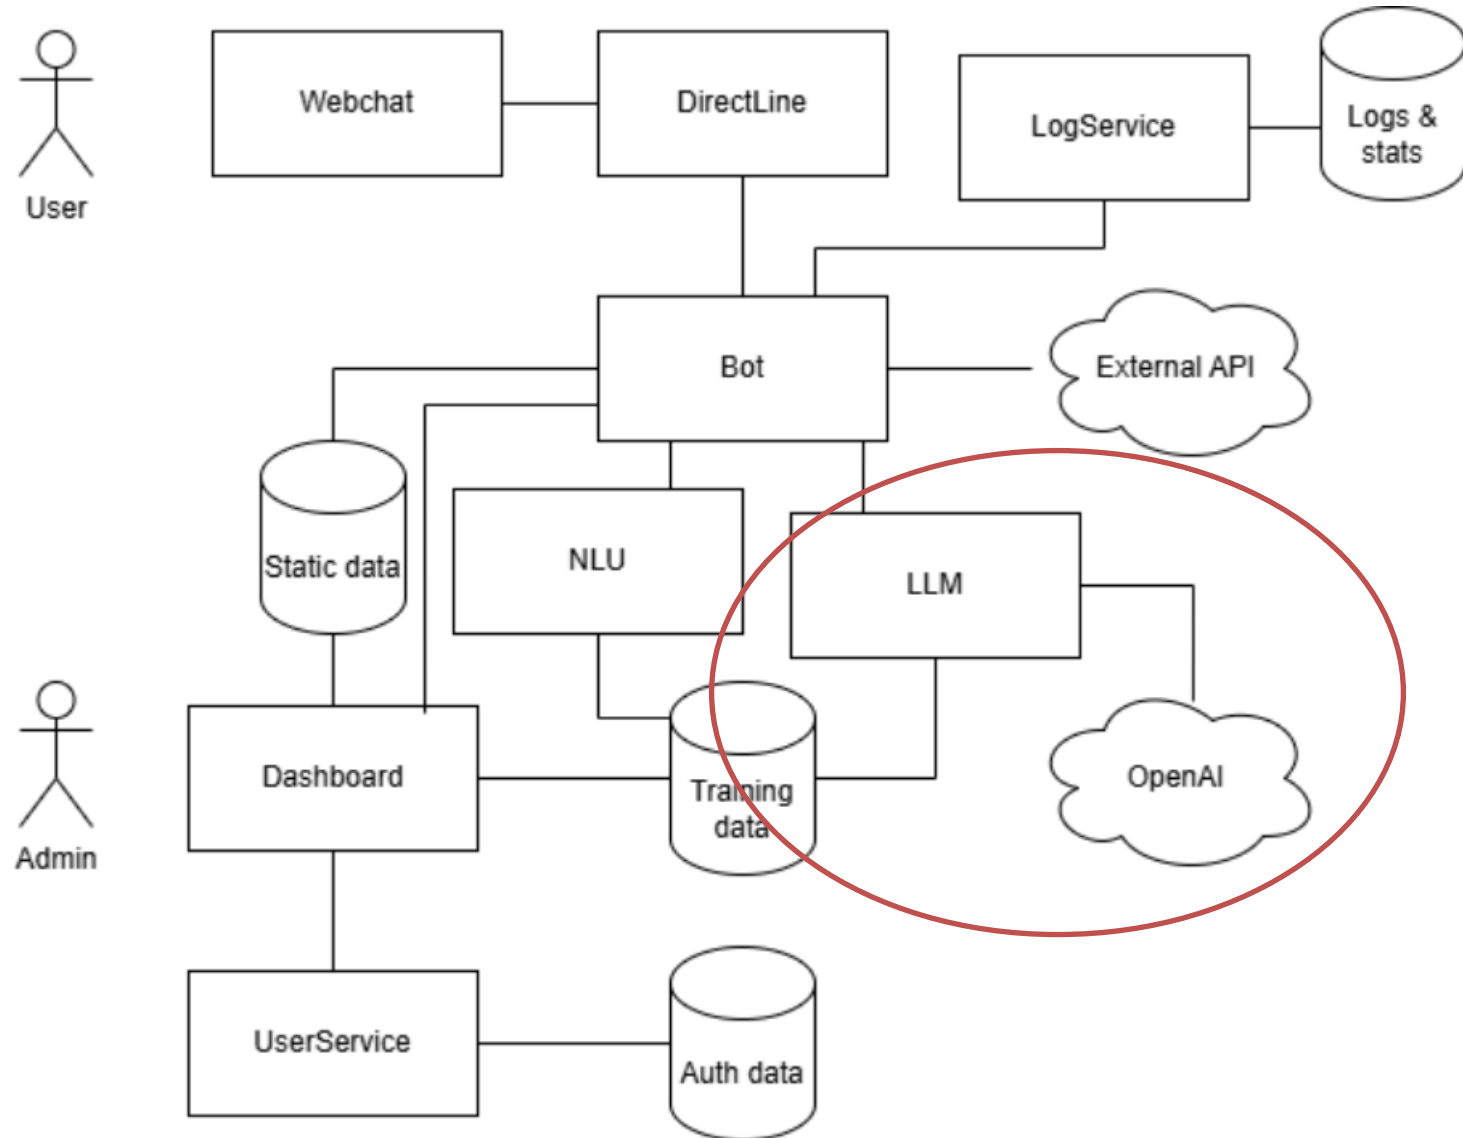 Webchat
DirectLine
LogService
Logs &
stats
User
Bot
External API
Static data
NLU
LLM
Dashboard
Training
data
OpenAI
Admin
UserService
Auth data